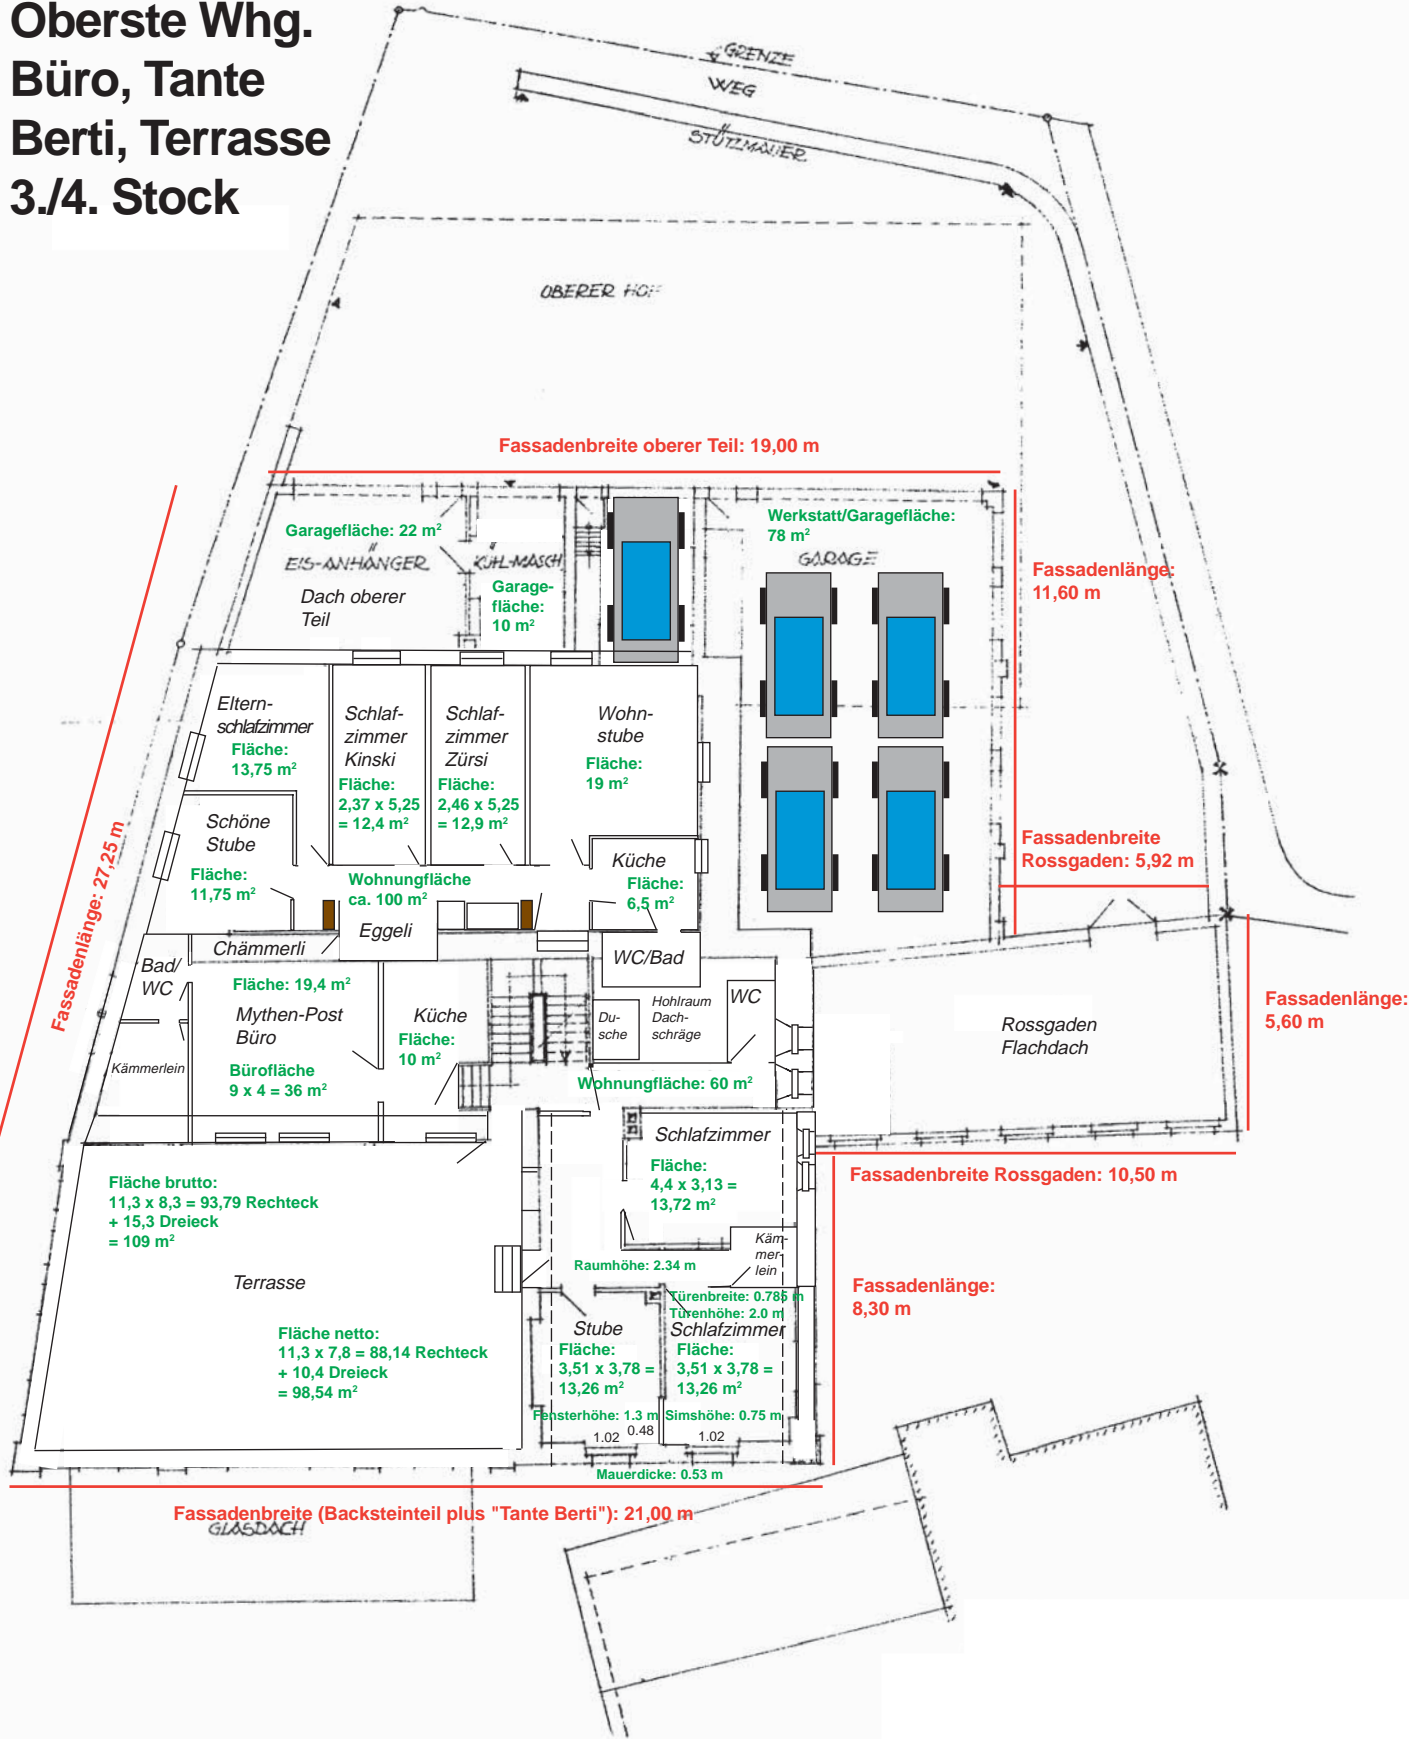 Oberste Whg.
Büro, Tante
Berti, Terrasse
3./4. Stock
GRENZE
WEG
STÜTZMAUER
OBERER HOF
Fassadenbreite oberer Teil: 19,00 m
Garagefläche: 22 m²
EIS-ANHÄNGER
Dach oberer
Teil
KÜHL-MASCH
Garage-
fläche:
10 m²
Werkstatt/Garagefläche:
78 m²
GARAGE
Fassadenlänge:
11,60 m
Eltern-
schlafzimmer
Fläche:
13,75 m²
Schlaf-
zimmer
Kinski
Fläche:
2,37 x 5,25
= 12,4 m²
Schlaf-
zimmer
Zürsi
Fläche:
2,46 x 5,25
= 12,9 m²
Wohn-
stube
Fläche:
19 m²
Schöne
Stube
Fläche:
11,75 m²
Küche
Fläche:
6,5 m²
Wohnungfläche
ca. 100 m²
Eggeli
Fassadenbreite
Rossgaden: 5,92 m
Fassadenlänge: 27,25 m
Chämmerli
Bad/
WC
Fläche: 19,4 m²
Mythen-Post
Büro
Bürofläche
9 x 4 = 36 m²
Kämmerlein
Küche
Fläche:
10 m²
WC/Bad
Du-
sche
Hohlraum
Dach-
schräge
WC
Wohnungfläche: 60 m²
Rossgaden
Flachdach
Fassadenlänge:
5,60 m
Fassadenbreite Rossgaden: 10,50 m
Schlafzimmer
Fläche:
4,4 x 3,13 =
13,72 m²
Käm-
mer-
lein
Raumhöhe: 2.34 m
Türenbreite: 0.785 m
Türenhöhe: 2.0 m
Fläche brutto:
11,3 x 8,3 = 93,79 Rechteck
+ 15,3 Dreieck
= 109 m²
Terrasse
Fläche netto:
11,3 x 7,8 = 88,14 Rechteck
+ 10,4 Dreieck
= 98,54 m²
Stube
Fläche:
3,51 x 3,78 =
13,26 m²
Schlafzimmer
Fläche:
3,51 x 3,78 =
13,26 m²
Fensterhöhe: 1.3 m
Simshöhe: 0.75 m
1.02
0.48
1.02
Mauerdicke: 0.53 m
Fassadenlänge:
8,30 m
Fassadenbreite (Backsteinteil plus "Tante Berti"): 21,00 m
GLASDACH